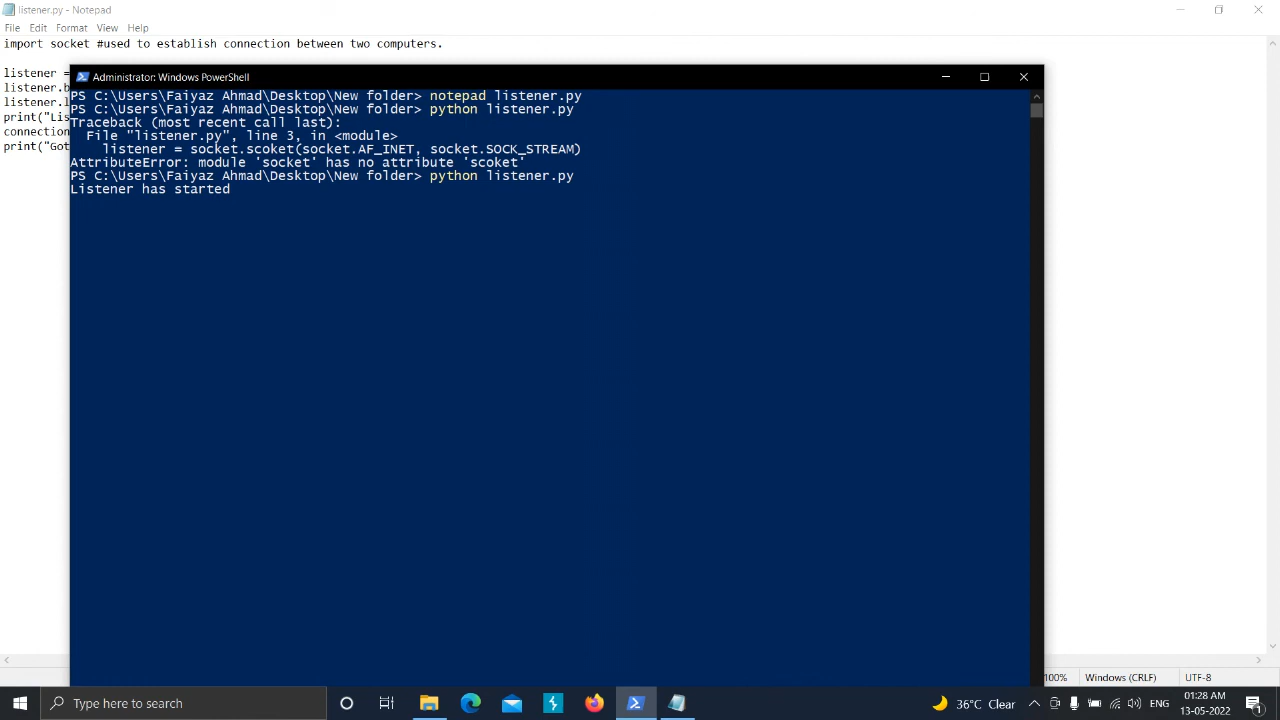 listener.py - Notepad
File Edit Format View Help
import socket #used to establish connection between two computers.
listener =
listener.b
listener.l
print("Lis
connection
print("Got
Administrator: Windows PowerShell
PS C:\Users\Faiyaz Ahmad\Desktop\New folder> notepad listener.py
PS C:\Users\Faiyaz Ahmad\Desktop\New folder> python listener.py
Traceback (most recent call last):
File "listener.py", line 3, in <module>
listener = socket.scoket(socket.AF_INET, socket.SOCK_STREAM)
AttributeError: module 'socket' has no attribute 'scoket'
PS C:\Users\Faiyaz Ahmad\Desktop\New folder> python listener.py
Listener has started
100% Windows (CRLF) UTF-8
Type here to search
36°C Clear
ENG
01:28 AM
13-05-2022
1